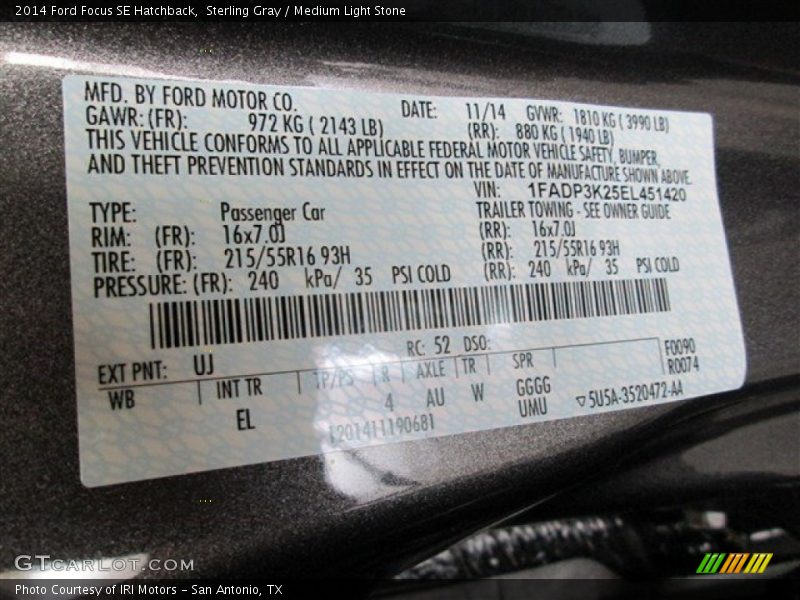 2014 Ford Focus SE Hatchback, Sterling Gray / Medium Light Stone
MFD. BY FORD MOTOR CO. DATE: 11/14 GVWR: 1810 KG ( 3990 LB)
GAWR: (FR): 972 KG ( 2143 LB) (RR): 880 KG ( 1940 LB)
THIS VEHICLE CONFORMS TO ALL APPLICABLE FEDERAL MOTOR VEHICLE SAFETY, BUMPER,
AND THEFT PREVENTION STANDARDS IN EFFECT ON THE DATE OF MANUFACTURE SHOWN ABOVE.
VIN: 1FADP3K25EL451420
TYPE: Passenger Car TRAILER TOWING - SEE OWNER GUIDE
RIM: (FR): 16x7.0J (RR): 16x7.0J
TIRE: (FR): 215/55R16 93H (RR): 215/55R16 93H
PRESSURE: (FR): 240 kPa/ 35 PSI COLD (RR): 240 kPa/ 35 PSI COLD
EXT PNT: UJ RC: 52 DSO: F0090
WB INT TR TP/PS R AXLE TR SPR R0074
EL 4 AU W GGGG
UMU ▽5U5A-3520472-AA
1201411190681
GTCARLOT.COM
Photo Courtesy of IRI Motors – San Antonio, TX